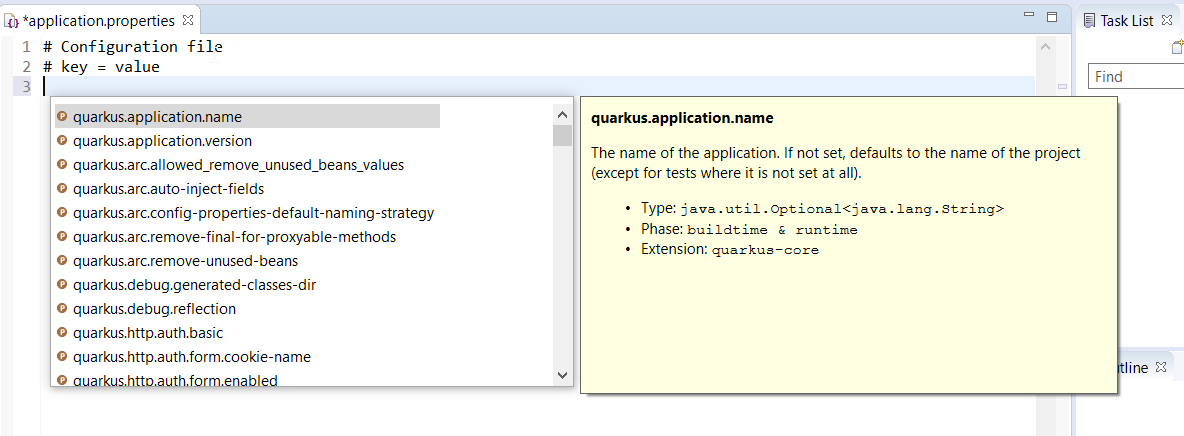 *application.properties
Task List
1 # Configuration file
2 # key = value
3
Find
quarkus.application.name
quarkus.application.version
quarkus.arc.allowed_remove_unused_beans_values
quarkus.arc.auto-inject-fields
quarkus.arc.config-properties-default-naming-strategy
quarkus.arc.remove-final-for-proxyable-methods
quarkus.arc.remove-unused-beans
quarkus.debug.generated-classes-dir
quarkus.debug.reflection
quarkus.http.auth.basic
quarkus.http.auth.form.cookie-name
quarkus.http.auth.form.enabled
quarkus.application.name
The name of the application. If not set, defaults to the name of the project
(except for tests where it is not set at all).
• Type: java.util.Optional<java.lang.String>
• Phase: buildtime & runtime
• Extension: quarkus-core
utline